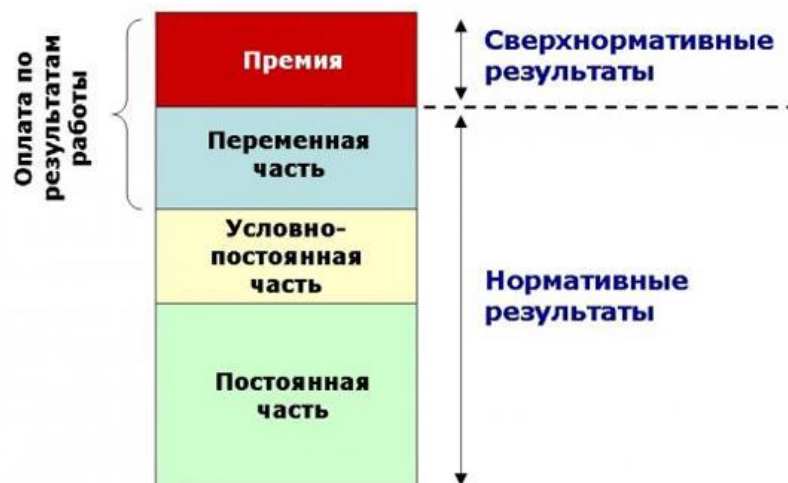 Оплата по
результатам
работы
Премия
Переменная
часть
Условно-
постоянная
часть
Постоянная
часть
Сверхнормативные
результаты
Нормативные
результаты